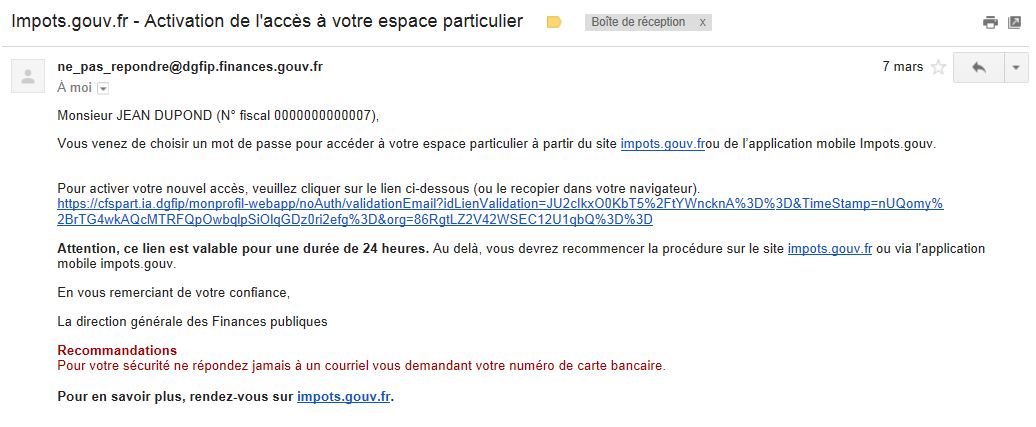 Impots.gouv.fr - Activation de l'accès à votre espace particulier
Boîte de réception x
ne_pas_repondre@dgfip.finances.gouv.fr
7 mars
À moi
Monsieur JEAN DUPOND (N° fiscal 0000000000007),
Vous venez de choisir un mot de passe pour accéder à votre espace particulier à partir du site impots.gouv.frou de l’application mobile Impots.gouv.
Pour activer votre nouvel accès, veuillez cliquer sur le lien ci-dessous (ou le recopier dans votre navigateur).
https://cfspart.ia.dgfip/monprofil-webapp/noAuth/validationEmail?idLienValidation=JU2clkxO0KbT5%2FtYWncknA%3D%3D&TimeStamp=nUQomy%
2BrTG4wkAQcMTRFQpOwbqlpSiOlqGDz0ri2efg%3D&org=86RgtLZ2V42WSEC12U1qbQ%3D%3D
Attention, ce lien est valable pour une durée de 24 heures. Au delà, vous devrez recommencer la procédure sur le site impots.gouv.fr ou via l'application
mobile impots.gouv.
En vous remerciant de votre confiance,
La direction générale des Finances publiques
Recommandations
Pour votre sécurité ne répondez jamais à un courriel vous demandant votre numéro de carte bancaire.
Pour en savoir plus, rendez-vous sur impots.gouv.fr.